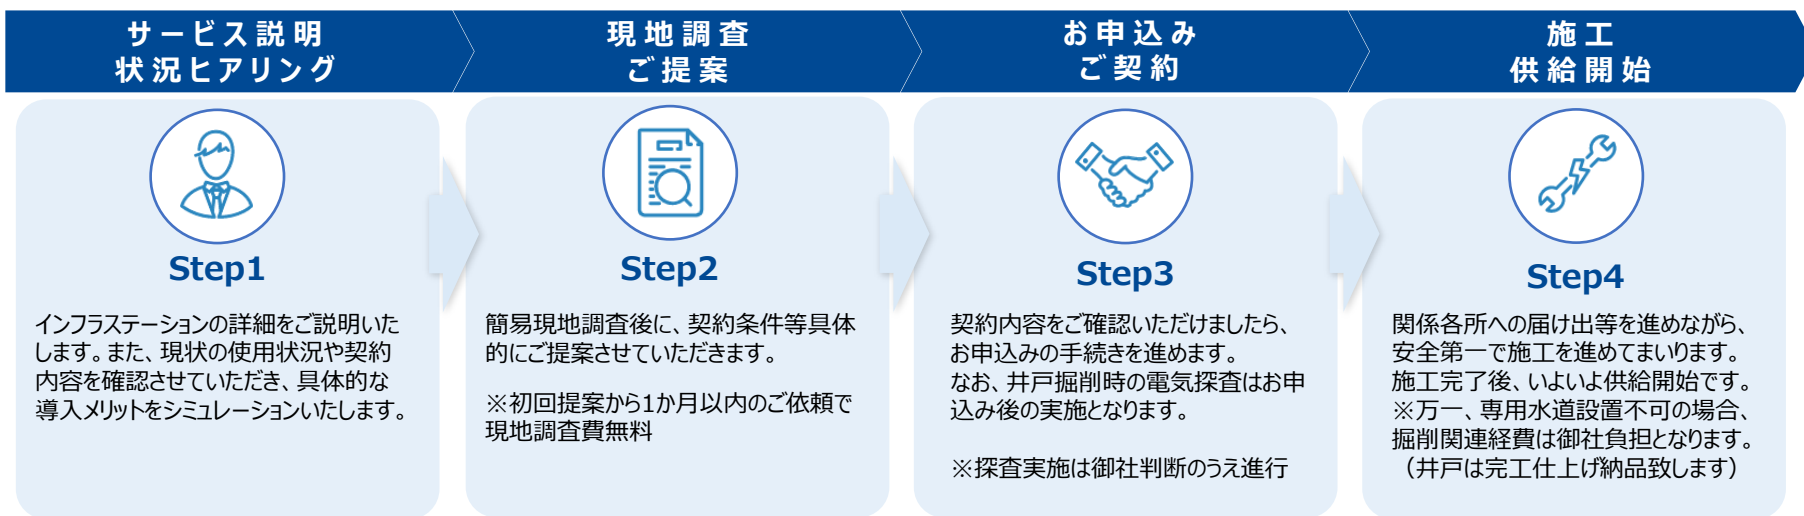 サービス説明
状況ヒアリング
現地調査
ご提案
お申込み
ご契約
施工
供給開始
Step1
インフラステーションの詳細をご説明いた
します。また、現状の使用状況や契約
内容を確認させていただき、具体的な
導入メリットをシミュレーションいたします。
Step2
簡易現地調査後に、契約条件等具体
的にご提案させていただきます。
※初回提案から1か月以内のご依頼で
現地調査費無料
Step3
契約内容をご確認いただけましたら、
お申込みの手続きを進めます。
なお、井戸掘削時の電気探査はお申
込み後の実施となります。
※探査実施は御社判断のうえ進行
Step4
関係各所への届け出等を進めながら、
安全第一で施工を進めてまいります。
施工完了後、いよいよ供給開始です。
※万一、専用水道設置不可の場合、
掘削関連経費は御社負担となります。
（井戸は完工仕上げ納品致します）